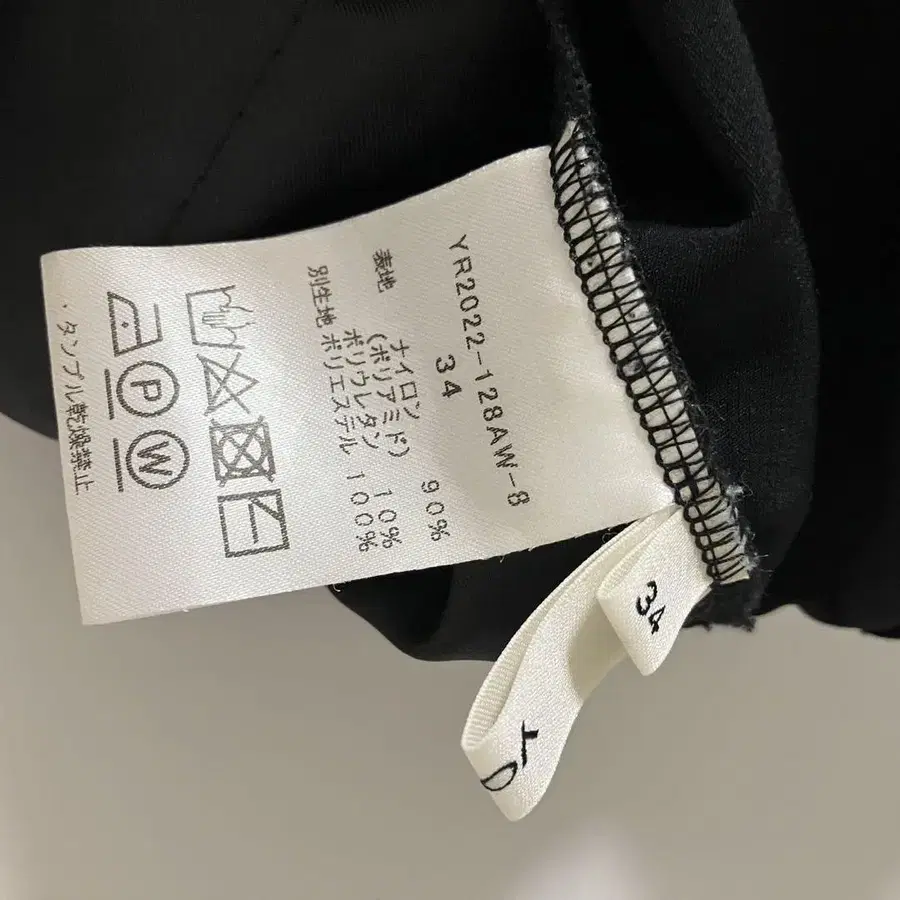 YR2022-128AW-8
34
表地
ナイロン 90%
(ポリアミド)
ポリウレタン 10%
別生地 ポリエステル 100%
P
W
・タンブル乾燥禁止
34